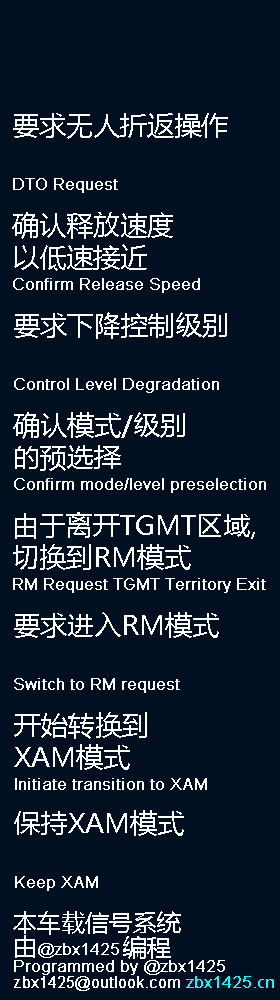 要求无人折返操作
DTO Request
确认释放速度
以低速接近
Confirm Release Speed
要求下降控制级别
Control Level Degradation
确认模式/级别
的预选择
Confirm mode/level preselection
由于离开TGMT区域,
切换到RM模式
RM Request TGMT Territory Exit
要求进入RM模式
Switch to RM request
开始转换到
XAM模式
Initiate transition to XAM
保持XAM模式
Keep XAM
本车载信号系统
由@zbx1425编程
Programmed by @zbx1425
zbx1425@outlook.com zbx1425.cn